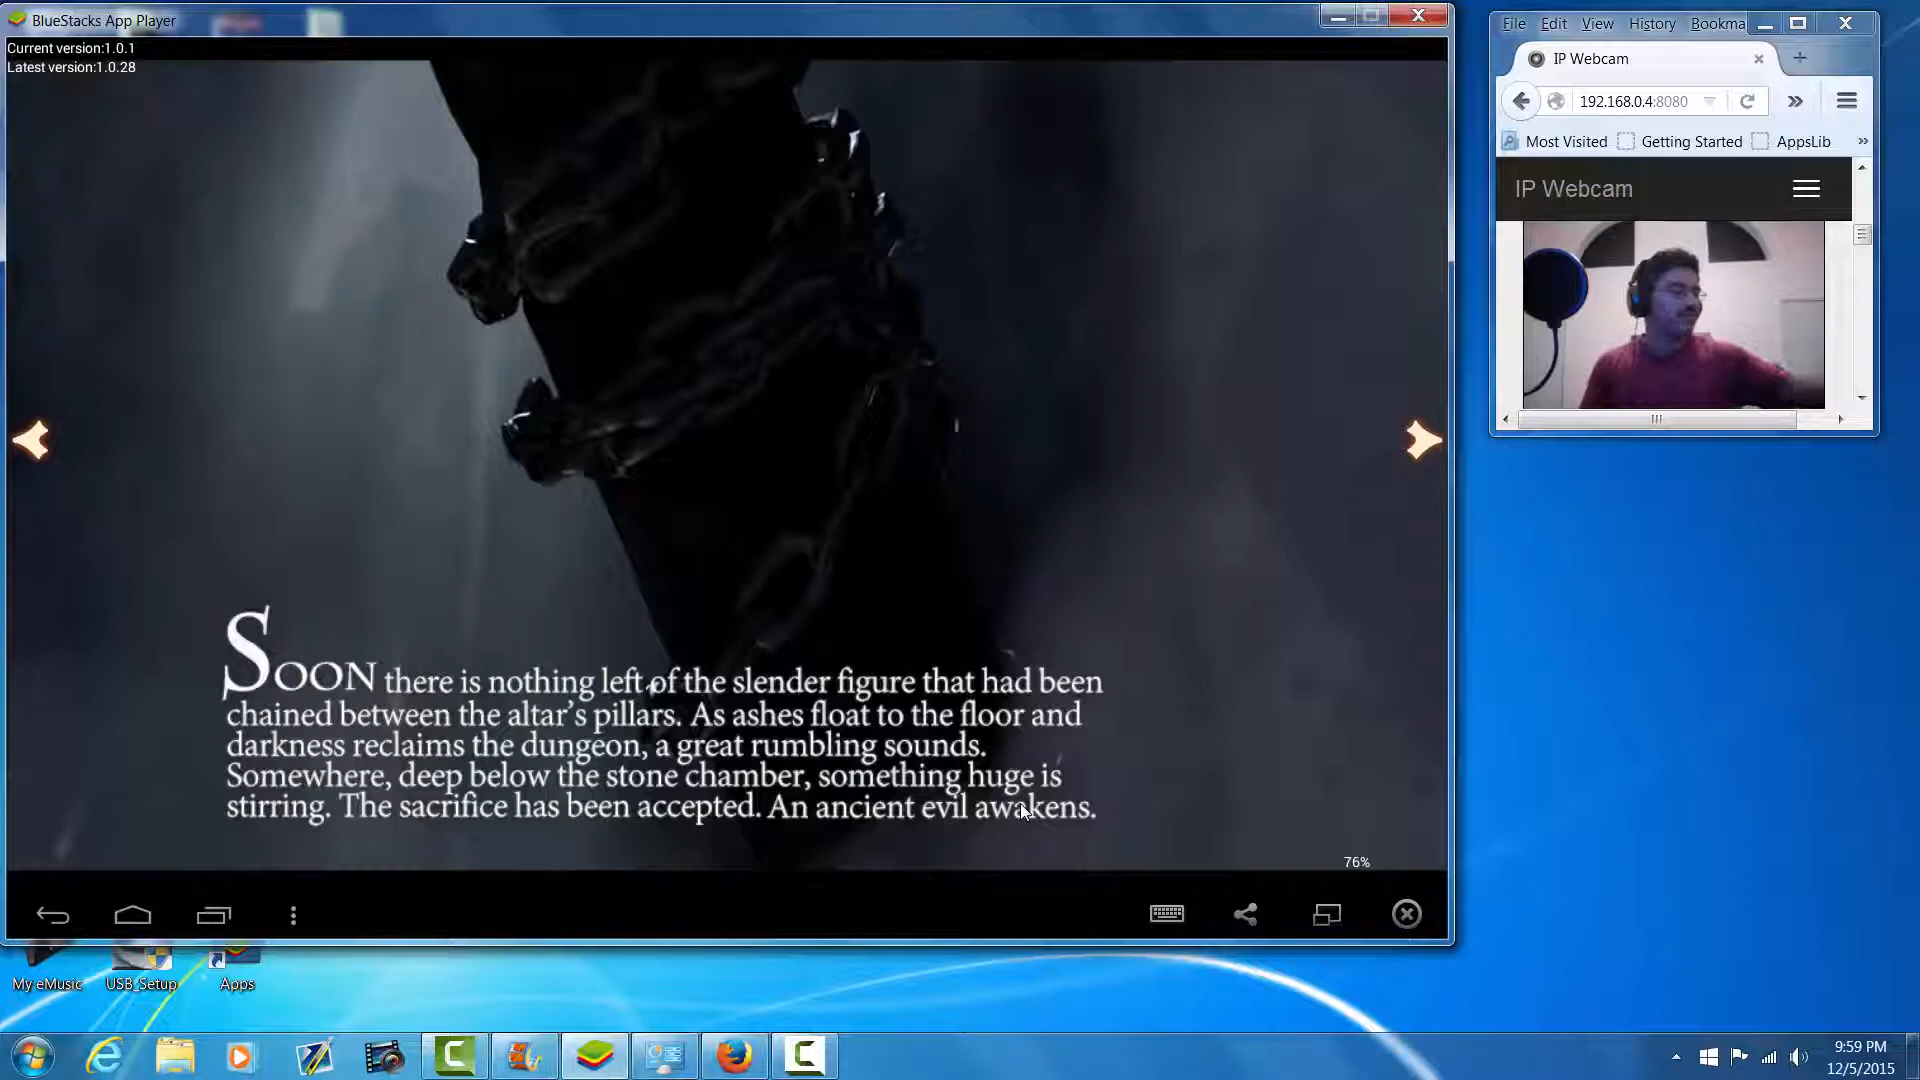 BlueStacks App Player
Current version:1.0.1
Latest version:1.0.28
SOON there is nothing left of the slender figure that had been
chained between the altar's pillars. As ashes float to the floor and
darkness reclaims the dungeon, a great rumbling sounds.
Somewhere, deep below the stone chamber, something huge is
stirring. The sacrifice has been accepted. An ancient evil awakens.
76%
File Edit View History Bookma
IP Webcam
192.168.0.4:8080
Most Visited Getting Started AppsLib
IP Webcam
My eMusic USB_Setup Apps
9:59 PM
12/5/2015